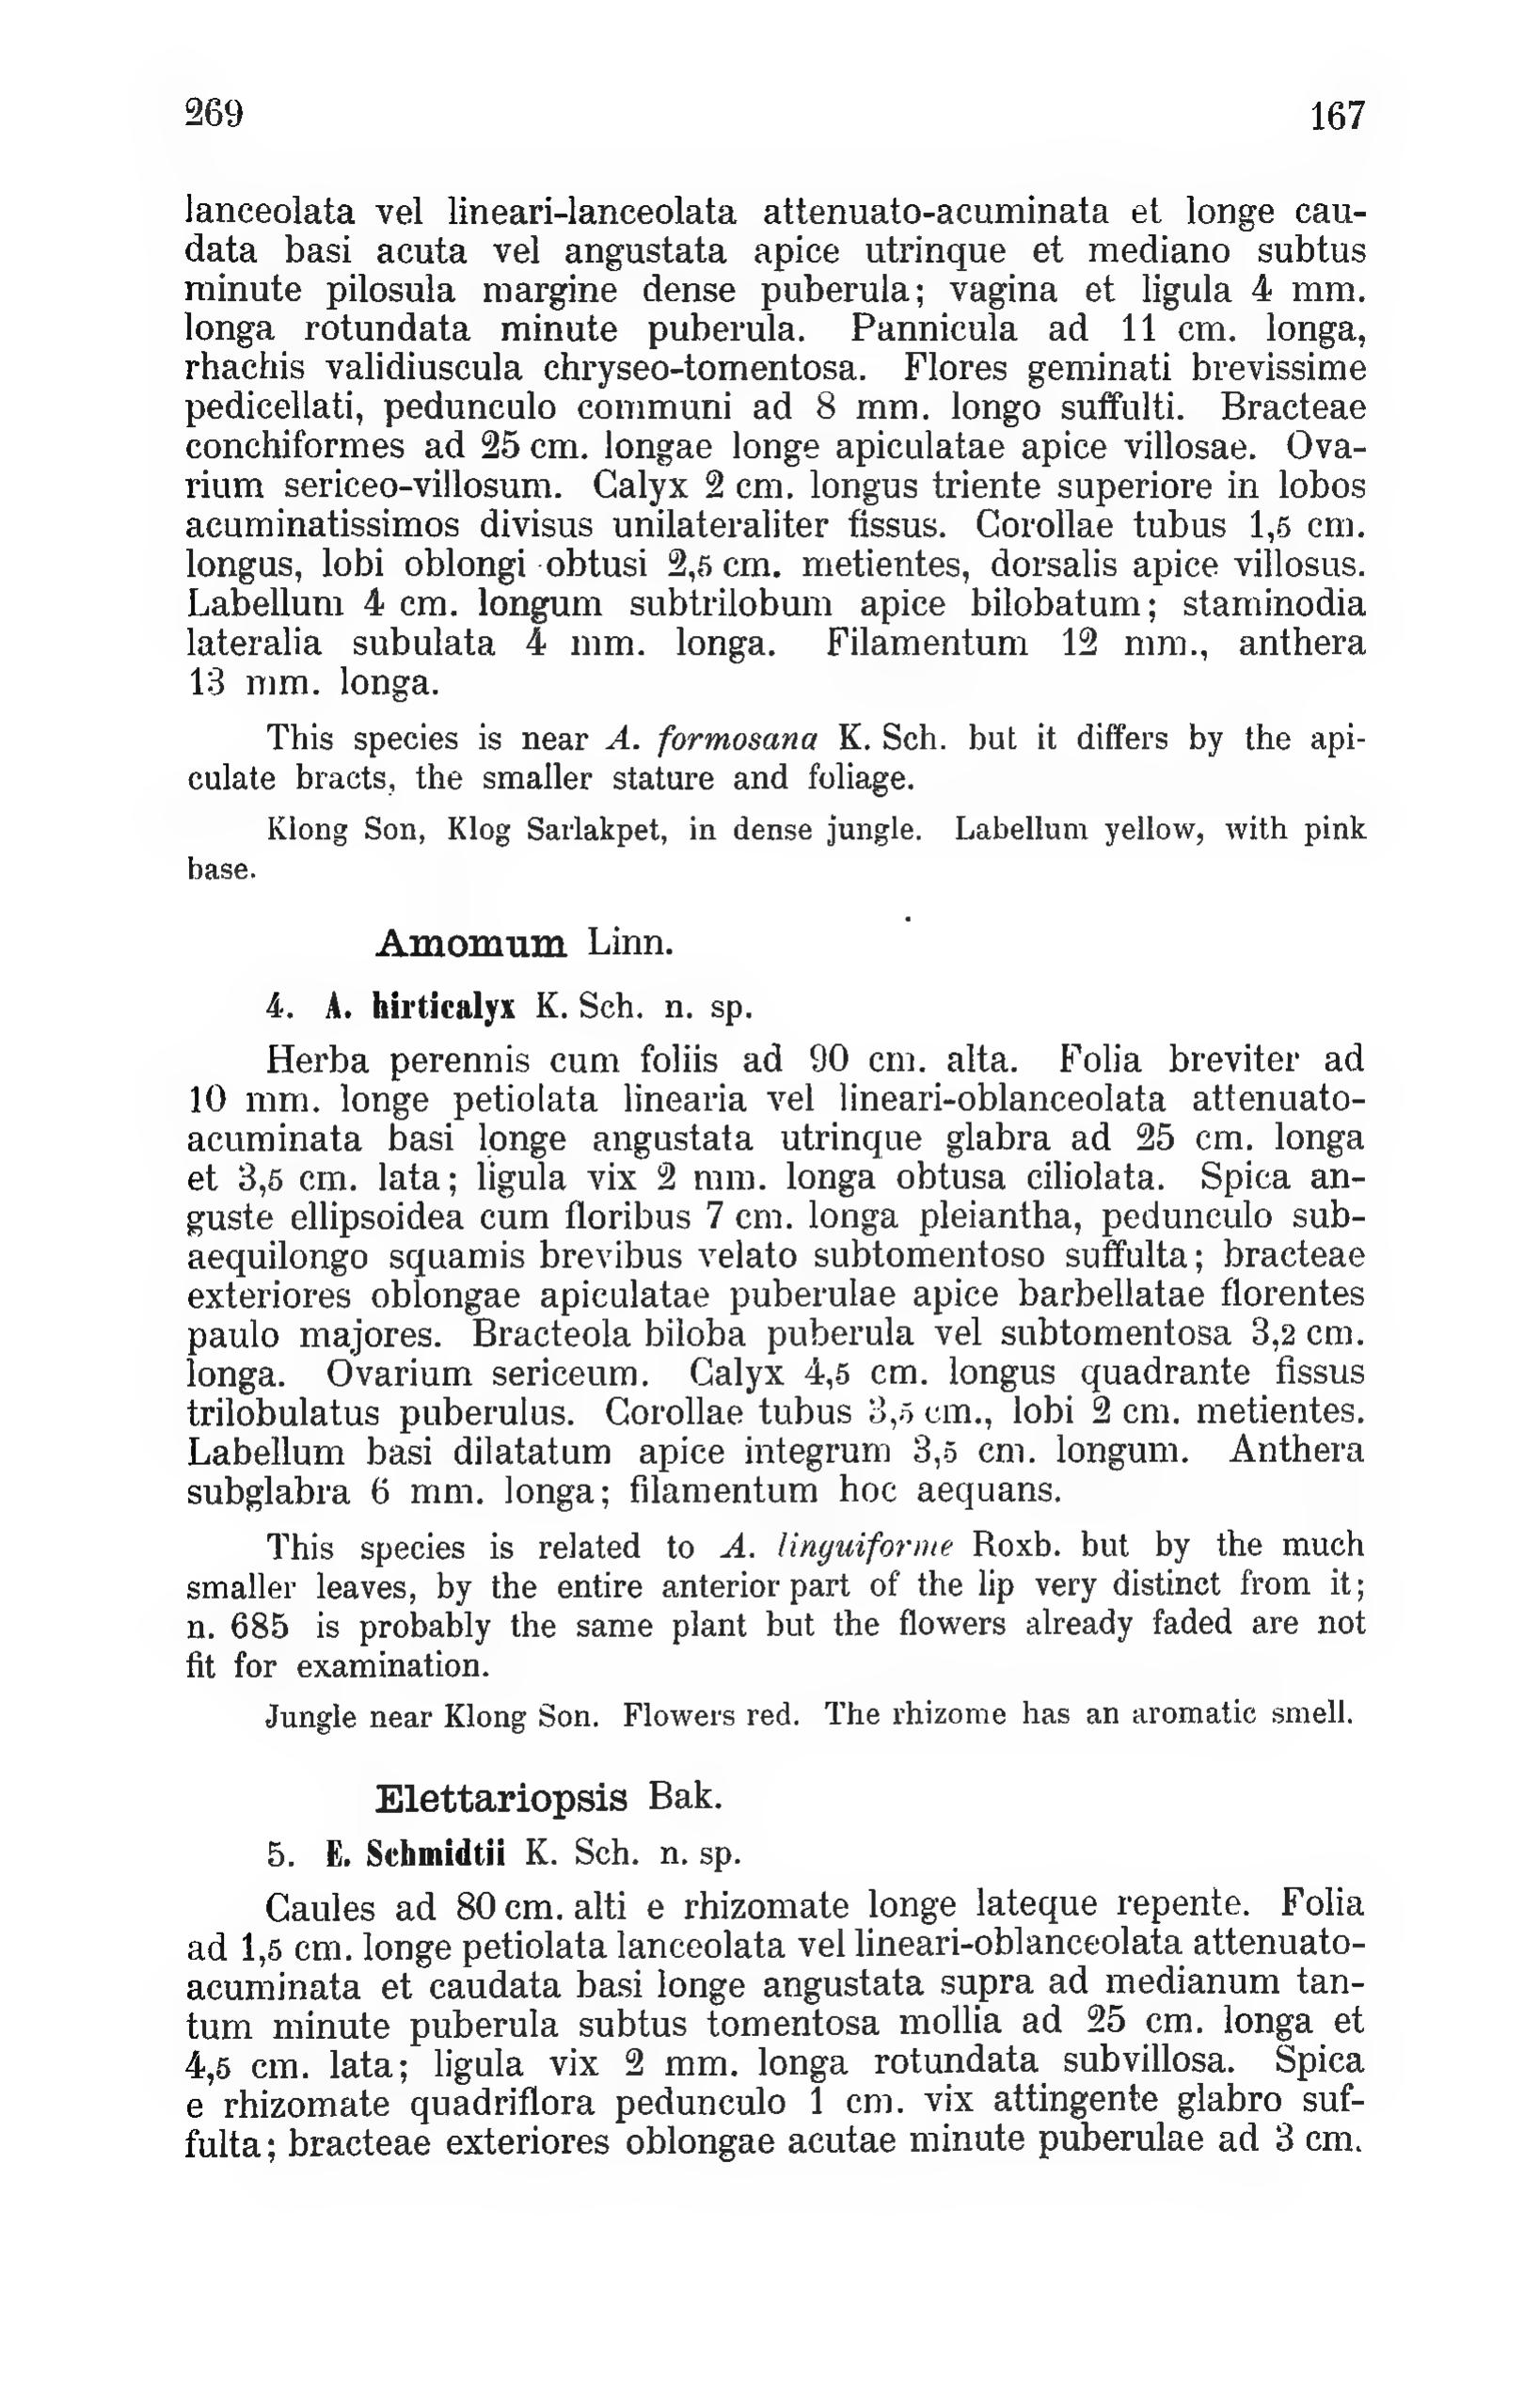 269 167
lanceolata vel lineari-lanceolata attenuato-acuminata et longe cau-
data basi acuta vel angustata apice utrinque et mediano subtus
minute pilosula margine dense puberula; vagina et ligula 4 mm.
longa rotundata minute puberula. Pannicula ad 11 cm. longa,
rhachis validiuscula chryseo-tomentosa. Flores geminati brevissime
pedicellati, pedunculo communi ad 8 mm. longo suffulti. Bracteae
conchiformes ad 25 cm. longae longe apiculatae apice villosae. Ova-
rium sericeo-villosum. Calyx 2 cm. longus triente superiore in lobos
acuminatissimos divisus unilateraliter fissus. Corollae tubus 1,5 cm.
longus, lobi oblongi obtusi 2,5 cm. metientes, dorsalis apice villosus.
Labellum 4 cm. longum subtrilobum apice bilobatum; staminodia
lateralia subulata 4 mm. longa. Filamentum 12 mm., anthera
13 mm. longa.
This species is near A. formosana K. Sch. but it differs by the api-
culate bracts, the smaller stature and foliage.
Klong Son, Klog Sarlakpet, in dense jungle. Labellum yellow, with pink
base.
Amomum Linn.
4. A. hirticalyx K. Sch. n. sp.
Herba perennis cum foliis ad 90 cm. alta. Folia breviter ad
10 mm. longe petiolata linearia vel lineari-oblanceolata attenuato-
acuminata basi longe angustata utrinque glabra ad 25 cm. longa
et 3,5 cm. lata; ligula vix 2 mm. longa obtusa ciliolata. Spica an-
guste ellipsoidea cum floribus 7 cm. longa pleiantha, pedunculo sub-
aequilongo squamis brevibus velato subtomentoso suffulta; bracteae
exteriores oblongae apiculatae puberulae apice barbellatae florentes
paulo majores. Bracteola biloba puberula vel subtomentosa 3,2 cm.
longa. Ovarium sericeum. Calyx 4,5 cm. longus quadrante fissus
trilobulatus puberulus. Corollae tubus 3,5 cm., lobi 2 cm. metientes.
Labellum basi dilatatum apice integrum 3,5 cm. longum. Anthera
subglabra 6 mm. longa; filamentum hoc aequans.
This species is related to A. linguiforme Roxb. but by the much
smaller leaves, by the entire anterior part of the lip very distinct from it;
n. 685 is probably the same plant but the flowers already faded are not
fit for examination.
Jungle near Klong Son. Flowers red. The rhizome has an aromatic smell.
Elettariopsis Bak.
5. E. Schmidtii K. Sch. n. sp.
Caules ad 80 cm. alti e rhizomate longe lateque repente. Folia
ad 1,5 cm. longe petiolata lanceolata vel lineari-oblanceolata attenuato-
acuminata et caudata basi longe angustata supra ad medianum tan-
tum minute puberula subtus tomentosa mollia ad 25 cm. longa et
4,5 cm. lata; ligula vix 2 mm. longa rotundata subvillosa. Spica
e rhizomate quadriflora pedunculo 1 cm. vix attingente glabro suf-
fulta; bracteae exteriores oblongae acutae minute puberulae ad 3 cm.